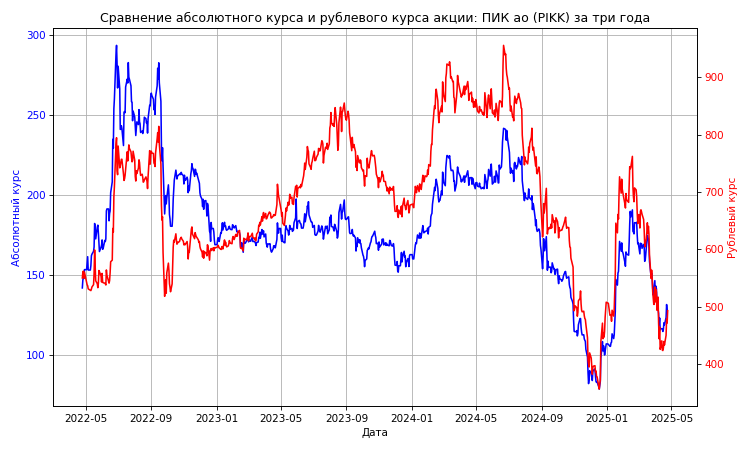 Сравнение абсолютного курса и рублевого курса акции: ПИК ао (PIKK) за три года
300
250
200
150
100
Абсолютный курс
900
800
700
600
500
400
Рублевый курс
2022-05 2022-09 2023-01 2023-05 2023-09 2024-01 2024-05 2024-09 2025-01 2025-05
Дата